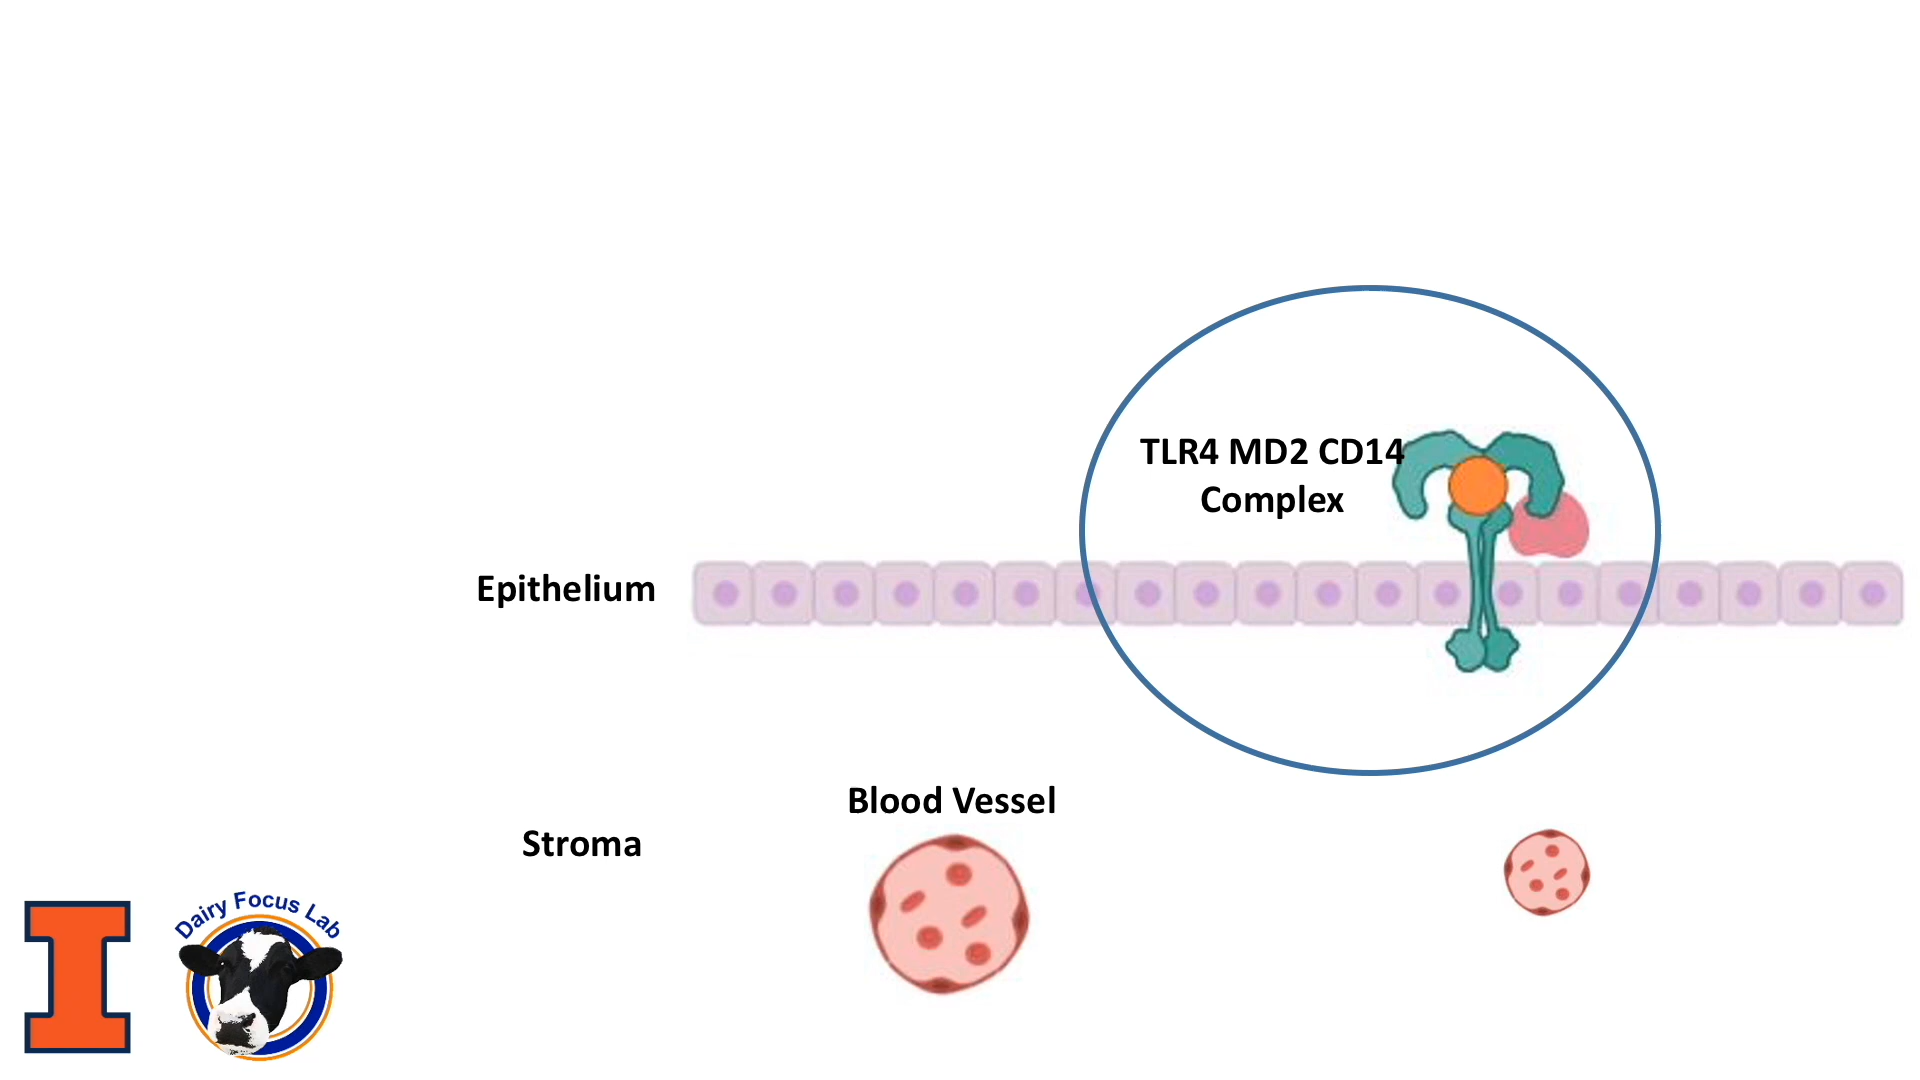 TLR4 MD2 CD14
Complex
Epithelium
Blood Vessel
Stroma
Dairy Focus Lab